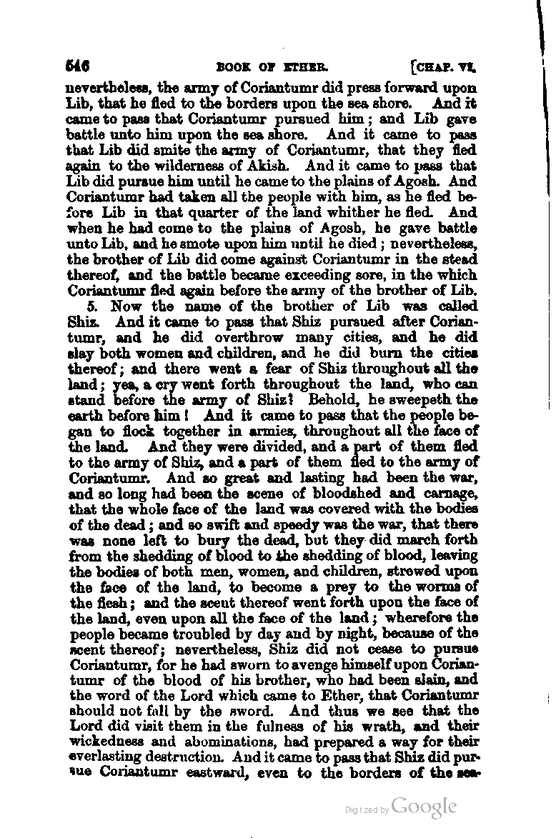 546 BOOK OF ETHER. [CHAP. VI.
nevertheless, the army of Coriantumr did press forward upon
Lib, that he fled to the borders upon the sea shore. And it
came to pass that Coriantumr pursued him; and Lib gave
battle unto him upon the sea shore. And it came to pass
that Lib did smite the army of Coriantumr, that they fled
again to the wilderness of Akish. And it came to pass that
Lib did pursue him until he came to the plains of Agosh. And
Coriantumr had taken all the people with him, as he fled be-
fore Lib in that quarter of the land whither he fled. And
when he had come to the plains of Agosh, he gave battle
unto Lib, and he smote upon him until he died; nevertheless,
the brother of Lib did come against Coriantumr in the stead
thereof, and the battle became exceeding sore, in the which
Coriantumr fled again before the army of the brother of Lib.
5. Now the name of the brother of Lib was called
Shiz. And it came to pass that Shiz pursued after Corian-
tumr, and he did overthrow many cities, and he did
slay both women and children, and he did burn the cities
thereof; and there went a fear of Shiz throughout all the
land; yea, a cry went forth throughout the land, who can
stand before the army of Shiz? Behold, he sweepeth the
earth before him! And it came to pass that the people be-
gan to flock together in armies, throughout all the face of
the land. And they were divided, and a part of them fled
to the army of Shiz, and a part of them fled to the army of
Coriantumr. And so great and lasting had been the war,
and so long had been the scene of bloodshed and carnage,
that the whole face of the land was covered with the bodies
of the dead; and so swift and speedy was the war, that there
was none left to bury the dead, but they did march forth
from the shedding of blood to the shedding of blood, leaving
the bodies of both men, women, and children, strewed upon
the face of the land, to become a prey to the worms of
the flesh; and the scent thereof went forth upon the face of
the land, even upon all the face of the land; wherefore the
people became troubled by day and by night, because of the
scent thereof; nevertheless, Shiz did not cease to pursue
Coriantumr, for he had sworn to avenge himself upon Corian-
tumr of the blood of his brother, who had been slain, and
the word of the Lord which came to Ether, that Coriantumr
should not fall by the sword. And thus we see that the
Lord did visit them in the fulness of his wrath, and their
wickedness and abominations, had prepared a way for their
everlasting destruction. And it came to pass that Shiz did pur-
sue Coriantumr eastward, even to the borders of the sea-
Digitized by Google